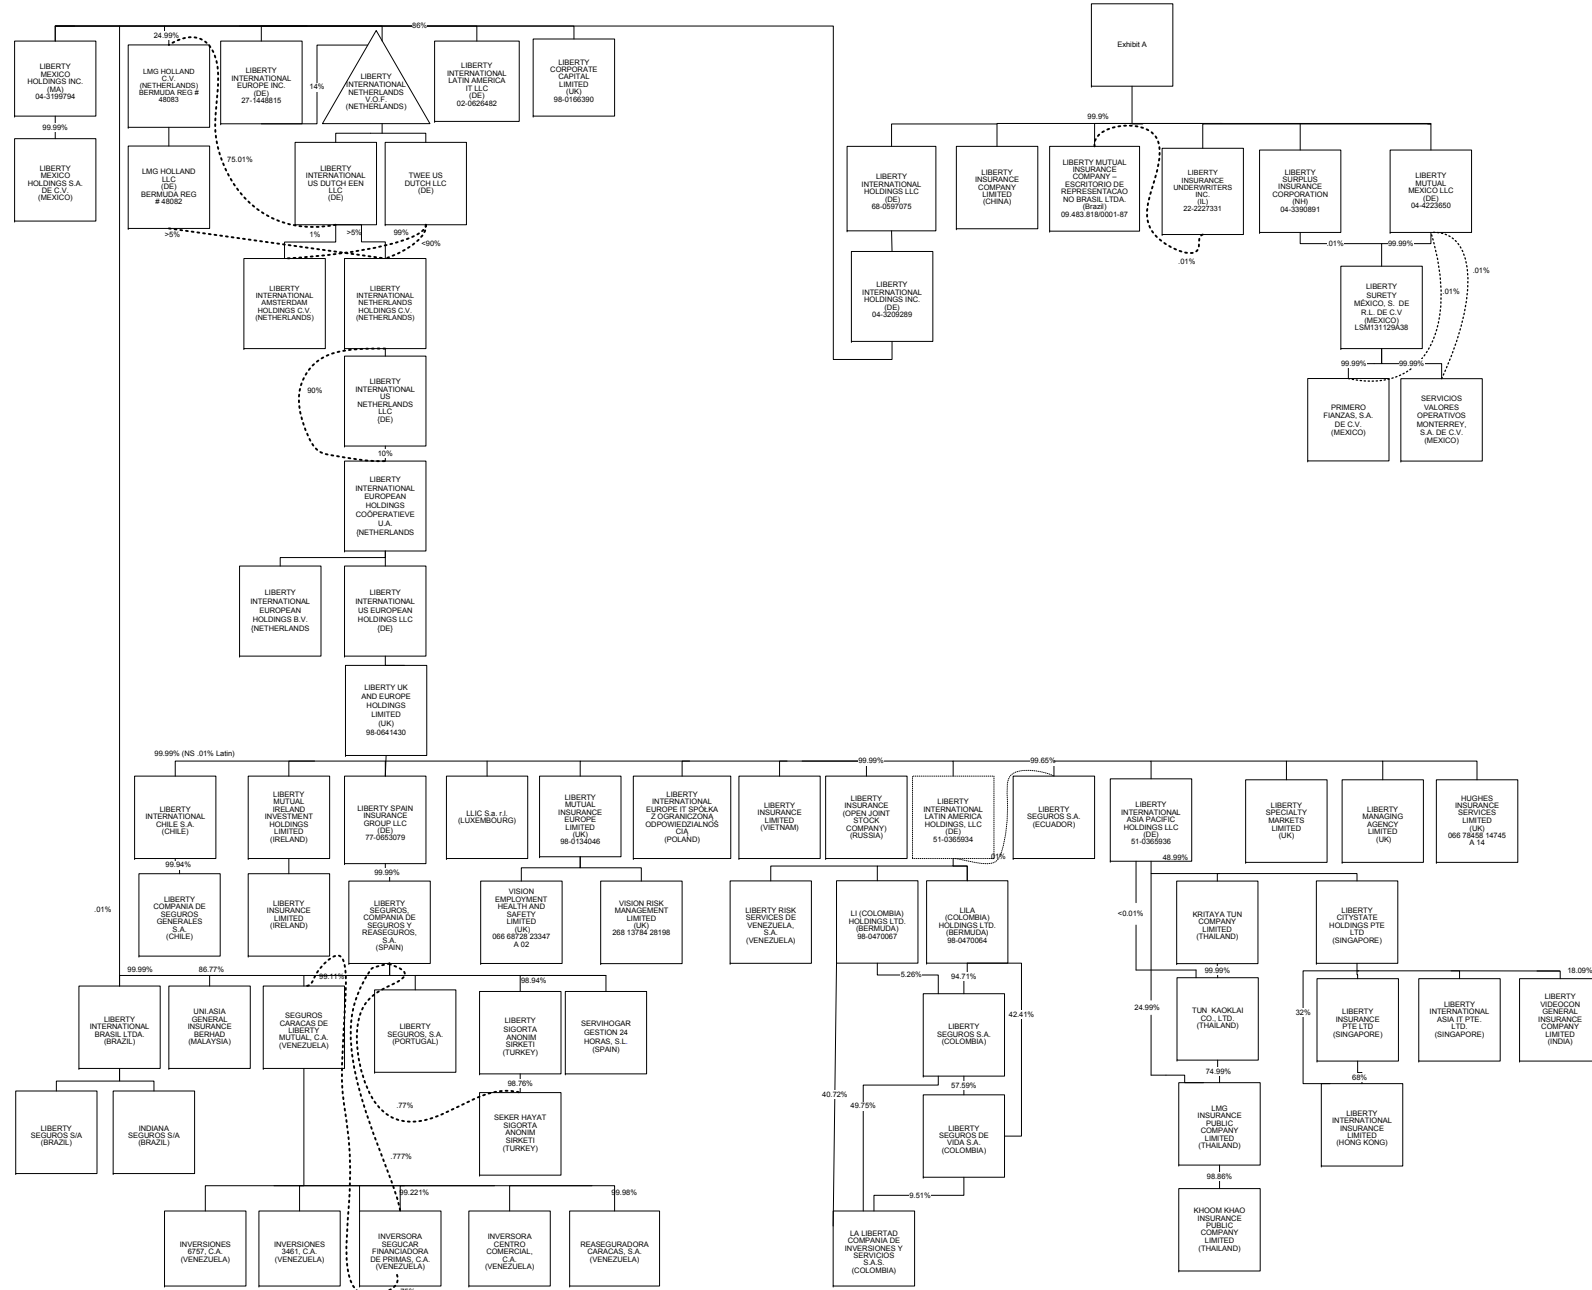 86%
24.99%
LIBERTY
MEXICO
HOLDINGS INC.
(MA)
04-3199794
LMG HOLLAND
C.V.
(NETHERLANDS)
BERMUDA REG #
48083
LIBERTY
INTERNATIONAL
EUROPE INC.
(DE)
27-1448815
14%
LIBERTY
INTERNATIONAL
NETHERLANDS
V.O.F.
(NETHERLANDS)
LIBERTY
INTERNATIONAL
LATIN AMERICA
IT LLC
(DE)
02-0626482
LIBERTY
CORPORATE
CAPITAL
LIMITED
(UK)
98-0166390
Exhibit A
99.99%
LIBERTY
MEXICO
HOLDINGS S.A.
DE C.V.
(MEXICO)
LMG HOLLAND
LLC
(DE)
BERMUDA REG
# 48082
75.01%
LIBERTY
INTERNATIONAL
US DUTCH EEN
LLC
(DE)
TWEE US
DUTCH LLC
(DE)
>5%
1%
>5%
99%
<90%
99.9%
LIBERTY
INTERNATIONAL
HOLDINGS LLC
(DE)
68-0597075
LIBERTY
INSURANCE
COMPANY
LIMITED
(CHINA)
LIBERTY MUTUAL
INSURANCE
COMPANY –
ESCRITORIO DE
REPRESENTACAO
NO BRASIL LTDA.
(Brazil)
09.483.818/0001-87
LIBERTY
INSURANCE
UNDERWRITERS
INC.
(IL)
22-2227331
LIBERTY
SURPLUS
INSURANCE
CORPORATION
(NH)
04-3390891
LIBERTY
MUTUAL
MEXICO LLC
(DE)
04-4223650
.01%
.01%
99.99%
LIBERTY
INTERNATIONAL
AMSTERDAM
HOLDINGS C.V.
(NETHERLANDS)
LIBERTY
INTERNATIONAL
NETHERLANDS
HOLDINGS C.V.
(NETHERLANDS)
LIBERTY
INTERNATIONAL
HOLDINGS INC.
(DE)
04-3209289
LIBERTY
SURETY
MÉXICO, S. DE
R.L. DE C.V
(MEXICO)
LSM131129A38
.01%
.01%
99.99%
99.99%
90%
LIBERTY
INTERNATIONAL
US
NETHERLANDS
LLC
(DE)
PRIMERO
FIANZAS, S.A.
DE C.V.
(MEXICO)
SERVICIOS
VALORES
OPERATIVOS
MONTERREY,
S.A. DE C.V.
(MEXICO)
10%
LIBERTY
INTERNATIONAL
EUROPEAN
HOLDINGS
COÖPERATIEVE
U.A.
(NETHERLANDS
LIBERTY
INTERNATIONAL
EUROPEAN
HOLDINGS B.V.
(NETHERLANDS
LIBERTY
INTERNATIONAL
US EUROPEAN
HOLDINGS LLC
(DE)
LIBERTY UK
AND EUROPE
HOLDINGS
LIMITED
(UK)
98-0641430
99.99% (NS .01% Latin)
99.99%
99.65%
LIBERTY
INTERNATIONAL
CHILE S.A.
(CHILE)
LIBERTY
MUTUAL
IRELAND
INVESTMENT
HOLDINGS
LIMITED
(IRELAND)
LIBERTY SPAIN
INSURANCE
GROUP LLC
(DE)
77-0653079
LLIC S.a. r.l.
(LUXEMBOURG)
LIBERTY
MUTUAL
INSURANCE
EUROPE
LIMITED
(UK)
98-0134046
LIBERTY
INTERNATIONAL
EUROPE IT SPÓŁKA
Z OGRANICZONĄ
ODPOWIEDZIALNOŚ
CIĄ
(POLAND)
LIBERTY
INSURANCE
LIMITED
(VIETNAM)
LIBERTY
INSURANCE
(OPEN JOINT
STOCK
COMPANY)
(RUSSIA)
LIBERTY
INTERNATIONAL
LATIN AMERICA
HOLDINGS, LLC
(DE)
51-0365934
.01%
LIBERTY
SEGUROS S.A.
(ECUADOR)
LIBERTY
INTERNATIONAL
ASIA PACIFIC
HOLDINGS LLC
(DE)
51-0365936
LIBERTY
SPECIALTY
MARKETS
LIMITED
(UK)
LIBERTY
MANAGING
AGENCY
LIMITED
(UK)
HUGHES
INSURANCE
SERVICES
LIMITED
(UK)
066 78458 14745
A 14
99.94%
99.99%
48.99%
.01%
LIBERTY
COMPANIA DE
SEGUROS
GENERALES
S.A.
(CHILE)
LIBERTY
INSURANCE
LIMITED
(IRELAND)
LIBERTY
SEGUROS,
COMPANIA DE
SEGUROS Y
REASEGUROS,
S.A.
(SPAIN)
VISION
EMPLOYMENT
HEALTH AND
SAFETY
LIMITED
(UK)
066 68728 23347
A 02
VISION RISK
MANAGEMENT
LIMITED
(UK)
268 13784 28198
LIBERTY RISK
SERVICES DE
VENEZUELA,
S.A.
(VENEZUELA)
LI (COLOMBIA)
HOLDINGS LTD.
(BERMUDA)
98-0470067
LILA
(COLOMBIA)
HOLDINGS LTD.
(BERMUDA)
98-0470064
<0.01%
KRITAYA TUN
COMPANY
LIMITED
(THAILAND)
LIBERTY
CITYSTATE
HOLDINGS PTE
LTD
(SINGAPORE)
99.99%
86.77%
99.11%
98.94%
5.26%
94.71%
99.99%
18.09%
LIBERTY
INTERNATIONAL
BRASIL LTDA.
(BRAZIL)
UNI.ASIA
GENERAL
INSURANCE
BERHAD
(MALAYSIA)
SEGUROS
CARACAS DE
LIBERTY
MUTUAL, C.A.
(VENEZUELA)
LIBERTY
SEGUROS, S.A.
(PORTUGAL)
LIBERTY
SIGORTA
ANONIM
SIRKETI
(TURKEY)
SERVIHOGAR
GESTION 24
HORAS, S.L.
(SPAIN)
LIBERTY
SEGUROS S.A.
(COLOMBIA)
42.41%
24.99%
TUN KAOKLAI
CO., LTD.
(THAILAND)
32%
LIBERTY
INSURANCE
PTE LTD
(SINGAPORE)
LIBERTY
INTERNATIONAL
ASIA IT PTE.
LTD.
(SINGAPORE)
LIBERTY
VIDEOCON
GENERAL
INSURANCE
COMPANY
LIMITED
(INDIA)
98.76%
40.72%
49.75%
57.59%
74.99%
68%
LIBERTY
SEGUROS S/A
(BRAZIL)
INDIANA
SEGUROS S/A
(BRAZIL)
.77%
SEKER HAYAT
SIGORTA
ANONIM
SIRKETI
(TURKEY)
LIBERTY
SEGUROS DE
VIDA S.A.
(COLOMBIA)
LMG
INSURANCE
PUBLIC
COMPANY
LIMITED
(THAILAND)
LIBERTY
INTERNATIONAL
INSURANCE
LIMITED
(HONG KONG)
.777%
99.221%
99.98%
9.51%
98.86%
INVERSIONES
6757, C.A.
(VENEZUELA)
INVERSIONES
3461, C.A.
(VENEZUELA)
INVERSORA
SEGUCAR
FINANCIADORA
DE PRIMAS, C.A.
(VENEZUELA)
INVERSORA
CENTRO
COMERCIAL,
C.A.
(VENEZUELA)
REASEGURADORA
CARACAS, S.A.
(VENEZUELA)
LA LIBERTAD
COMPANIA DE
INVERSIONES Y
SERVICIOS
S.A.S.
(COLOMBIA)
KHOOM KHAO
INSURANCE
PUBLIC
COMPANY
LIMITED
(THAILAND)